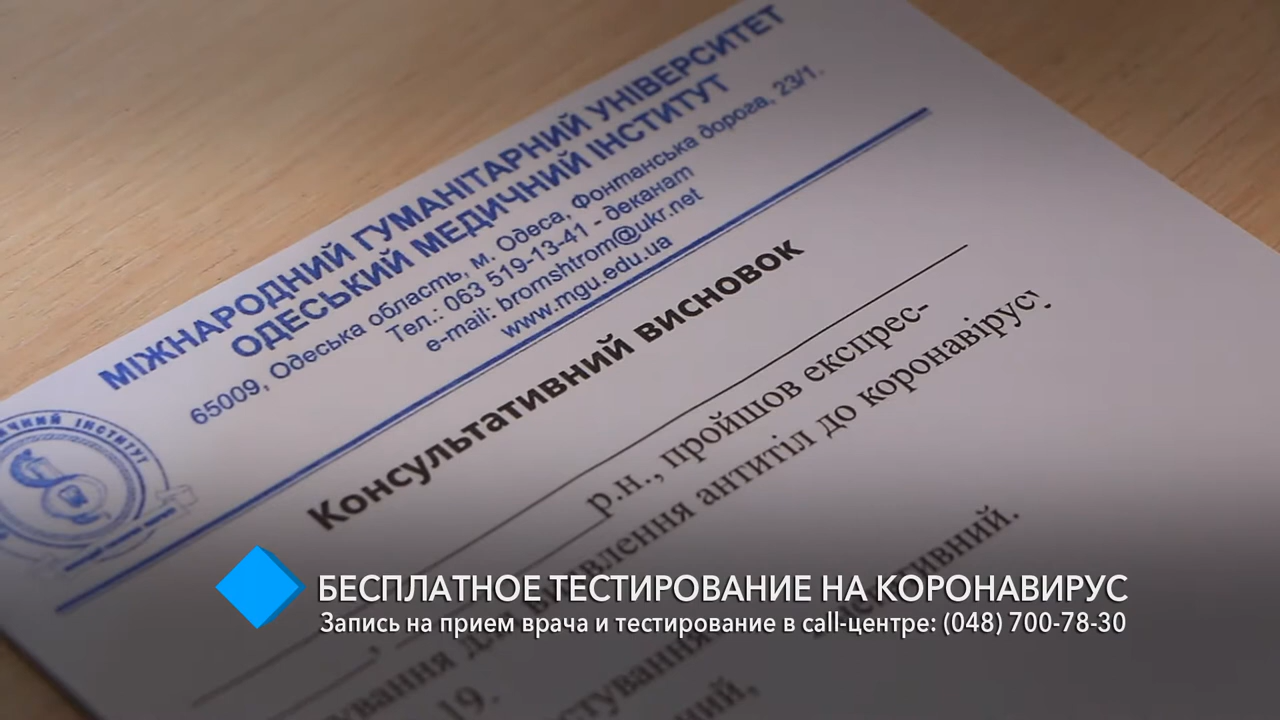 МІЖНАРОДНИЙ ГУМАНІТАРНИЙ УНІВЕРСИТЕТ
ОДЕСЬКИЙ МЕДИЧНИЙ ІНСТИТУТ
65009, Одеська область, м. Одеса, Фонтанська дорога, 23/1.
Тел.: 063 519-13-41 - деканат
e-mail: bromshtrom@ukr.net
www.mgu.edu.ua
ІНСТИТУТ
Консультативний висновок
р.н., пройшов експрес-
антитіл до коронавірусу
19.
БЕСПЛАТНОЕ ТЕСТИРОВАНИЕ НА КОРОНАВИРУС
Запись на прием врача и тестирование в call-центре: (048) 700-78-30